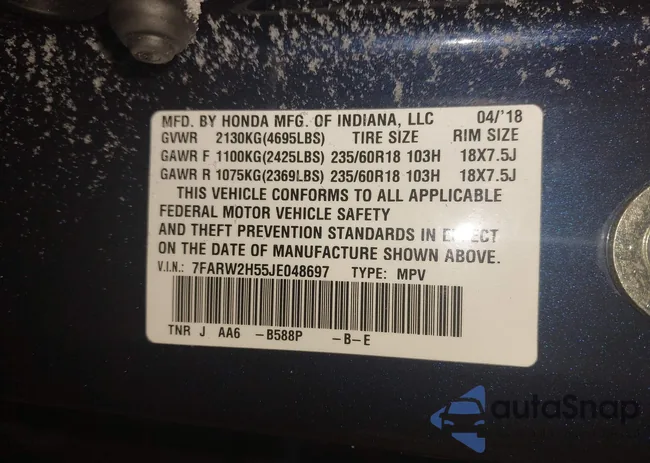 MFD. BY HONDA MFG. OF INDIANA, LLC 04/'18
GVWR 2130KG(4695LBS) TIRE SIZE RIM SIZE
GAWR F 1100KG(2425LBS) 235/60R18 103H 18X7.5J
GAWR R 1075KG(2369LBS) 235/60R18 103H 18X7.5J
THIS VEHICLE CONFORMS TO ALL APPLICABLE
FEDERAL MOTOR VEHICLE SAFETY
AND THEFT PREVENTION STANDARDS IN EFFECT
ON THE DATE OF MANUFACTURE SHOWN ABOVE.
V.I.N.: 7FARW2H55JE048697 TYPE: MPV
TNR J AA6 -B588P -B-E
autoSnap